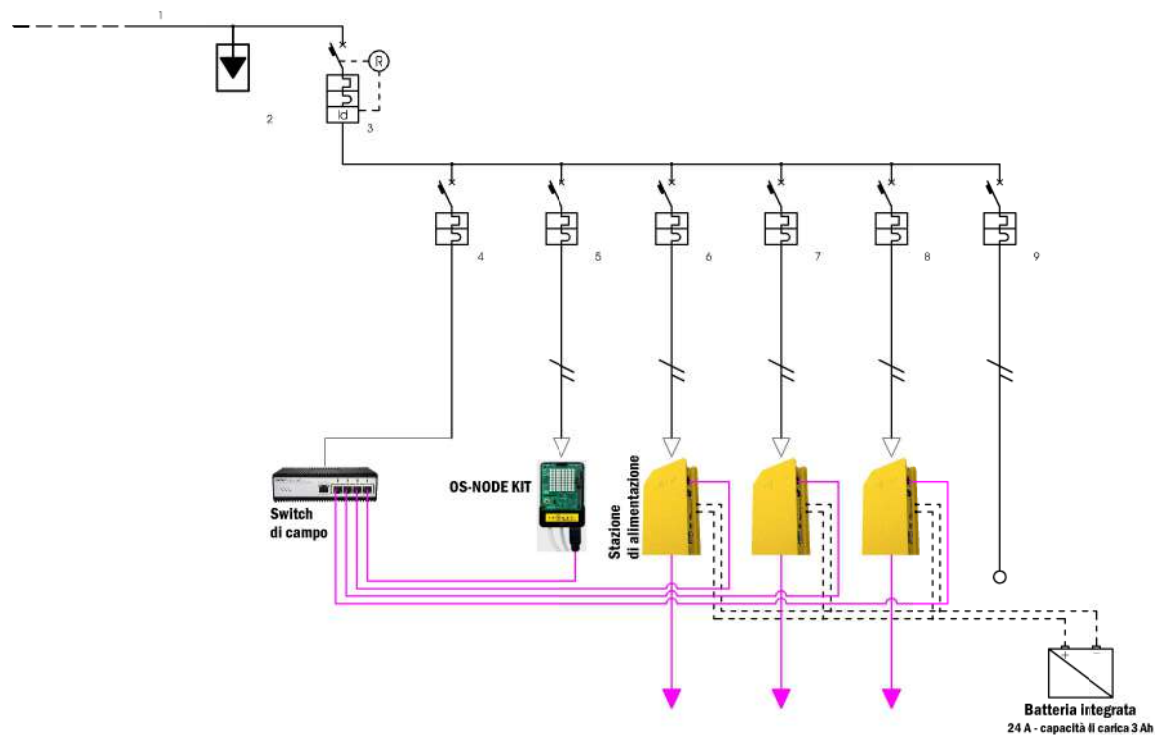 1
R
2
Id
3
4
5
6
7
8
9
OS-NODE KIT
Stazione
di alimentazione
Switch
di campo
+
−
Batteria integrata
24 A - capacità di carica 3 Ah